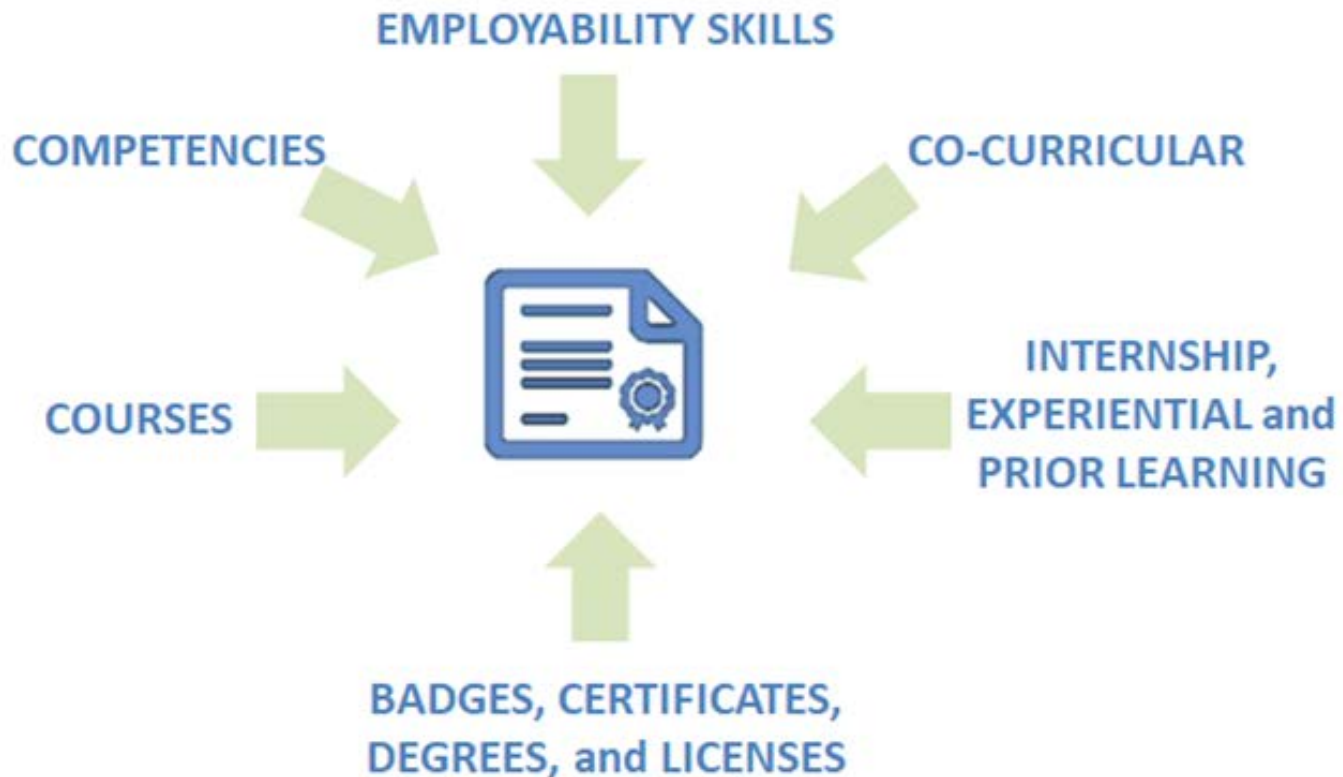 EMPLOYABILITY SKILLS
COMPETENCIES
CO-CURRICULAR
COURSES
INTERNSHIP,
EXPERIENTIAL and
PRIOR LEARNING
BADGES, CERTIFICATES,
DEGREES, and LICENSES